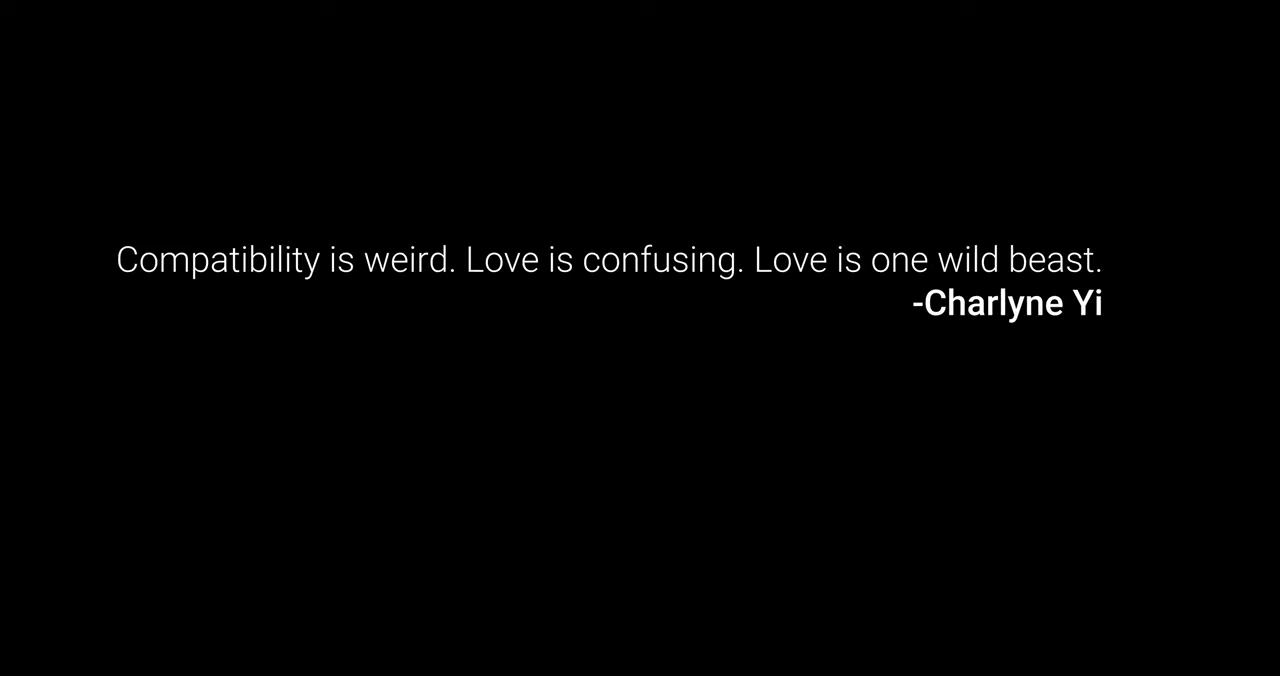 Compatibility is weird. Love is confusing. Love is one wild beast.
-Charlyne Yi